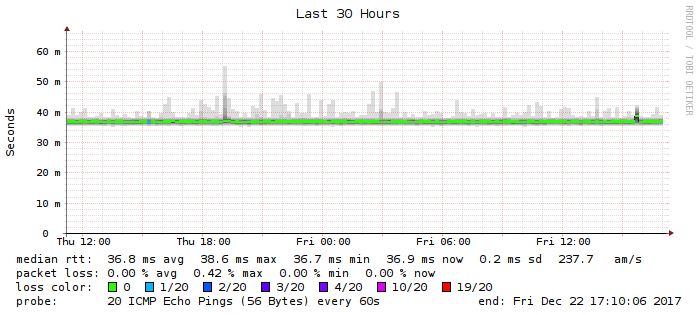 Last 30 Hours
RRDTOOL / TOBI OETIKER
Seconds
60 m
50 m
40 m
30 m
20 m
10 m
0
Thu 12:00 Thu 18:00 Fri 00:00 Fri 06:00 Fri 12:00
median rtt: 36.8 ms avg 38.6 ms max 36.7 ms min 36.9 ms now 0.2 ms sd 237.7 am/s
packet loss: 0.00 % avg 0.42 % max 0.00 % min 0.00 % now
loss color: 0 1/20 2/20 3/20 4/20 10/20 19/20
probe: 20 ICMP Echo Pings (56 Bytes) every 60s end: Fri Dec 22 17:10:06 2017